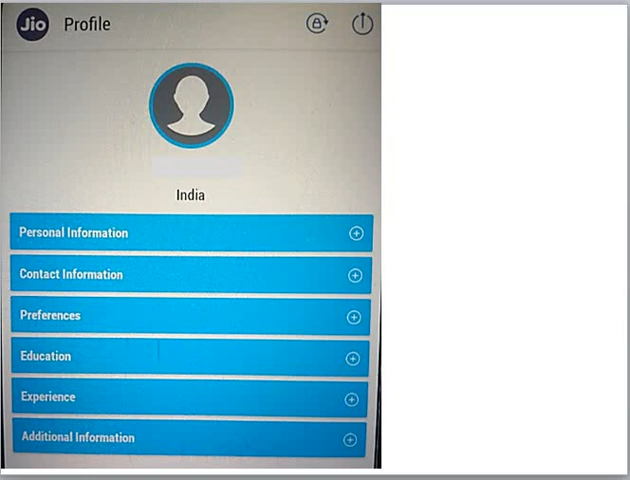 Jio Profile
India
Personal Information
Contact Information
Preferences
Education
Experience
Additional Information